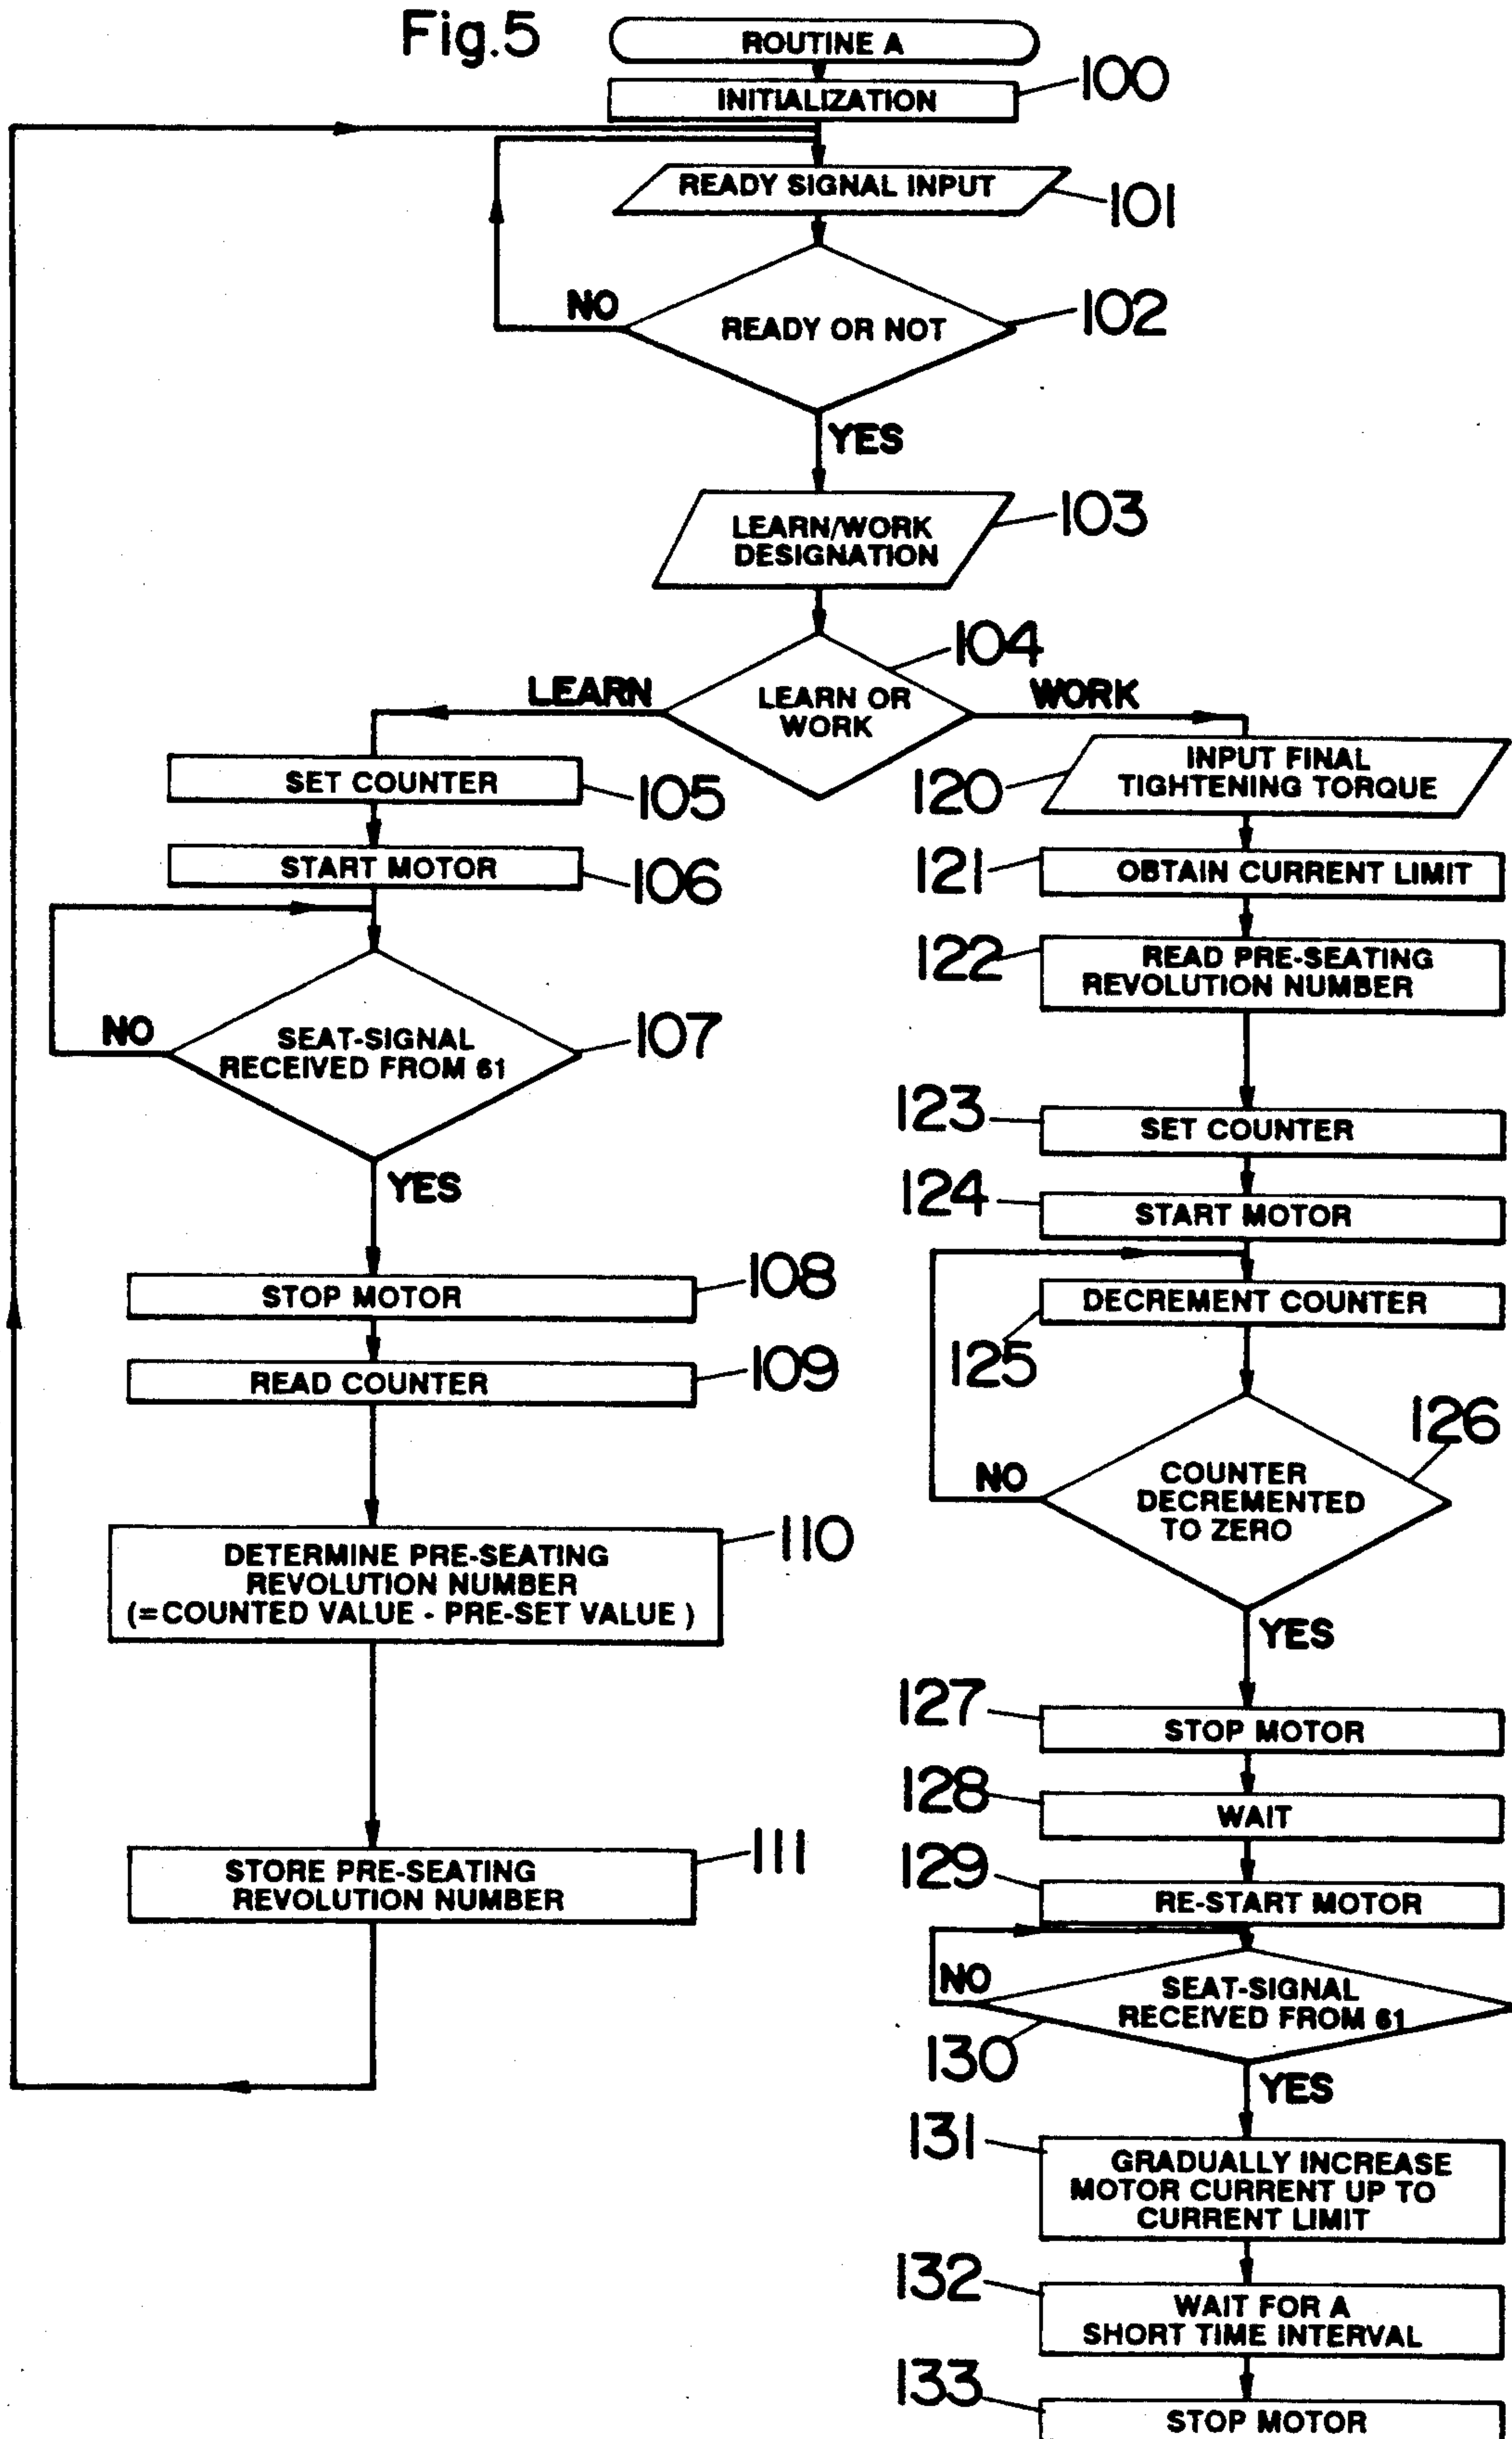 Fig.5
ROUTINE A
INITIALIZATION
100
READY SIGNAL INPUT
101
READY OR NOT
102
NO
YES
LEARN/WORK
DESIGNATION
103
LEARN OR
WORK
104
LEARN
WORK
SET COUNTER
105
START MOTOR
106
SEAT-SIGNAL
RECEIVED FROM 61
107
NO
YES
STOP MOTOR
108
READ COUNTER
109
DETERMINE PRE-SEATING
REVOLUTION NUMBER
(=COUNTED VALUE - PRE-SET VALUE )
110
STORE PRE-SEATING
REVOLUTION NUMBER
111
INPUT FINAL
TIGHTENING TORQUE
120
OBTAIN CURRENT LIMIT
121
READ PRE-SEATING
REVOLUTION NUMBER
122
SET COUNTER
123
START MOTOR
124
DECREMENT COUNTER
125
COUNTER
DECREMENTED
TO ZERO
126
NO
YES
STOP MOTOR
127
WAIT
128
RE-START MOTOR
129
SEAT-SIGNAL
RECEIVED FROM 61
130
NO
YES
GRADUALLY INCREASE
MOTOR CURRENT UP TO
CURRENT LIMIT
131
WAIT FOR A
SHORT TIME INTERVAL
132
STOP MOTOR
133